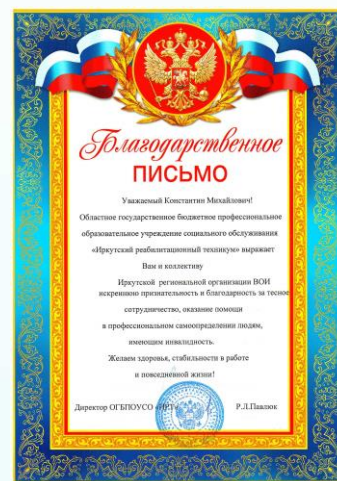 Благодарственное
ПИСЬМО
Уважаемый Константин Михайлович!
Областное государственное бюджетное профессиональное
образовательное учреждение социального обслуживания
«Иркутский реабилитационный техникум» выражает
Вам и коллективу
Иркутской региональной организации ВОИ
искреннюю признательность и благодарность за тесное
сотрудничество, оказание помощи
в профессиональном самоопределении людям,
имеющим инвалидность.
Желаем здоровья, стабильности в работе
и повседневной жизни!
Директор ОГБПОУСО «ИРТ» Р.Л.Павлюк